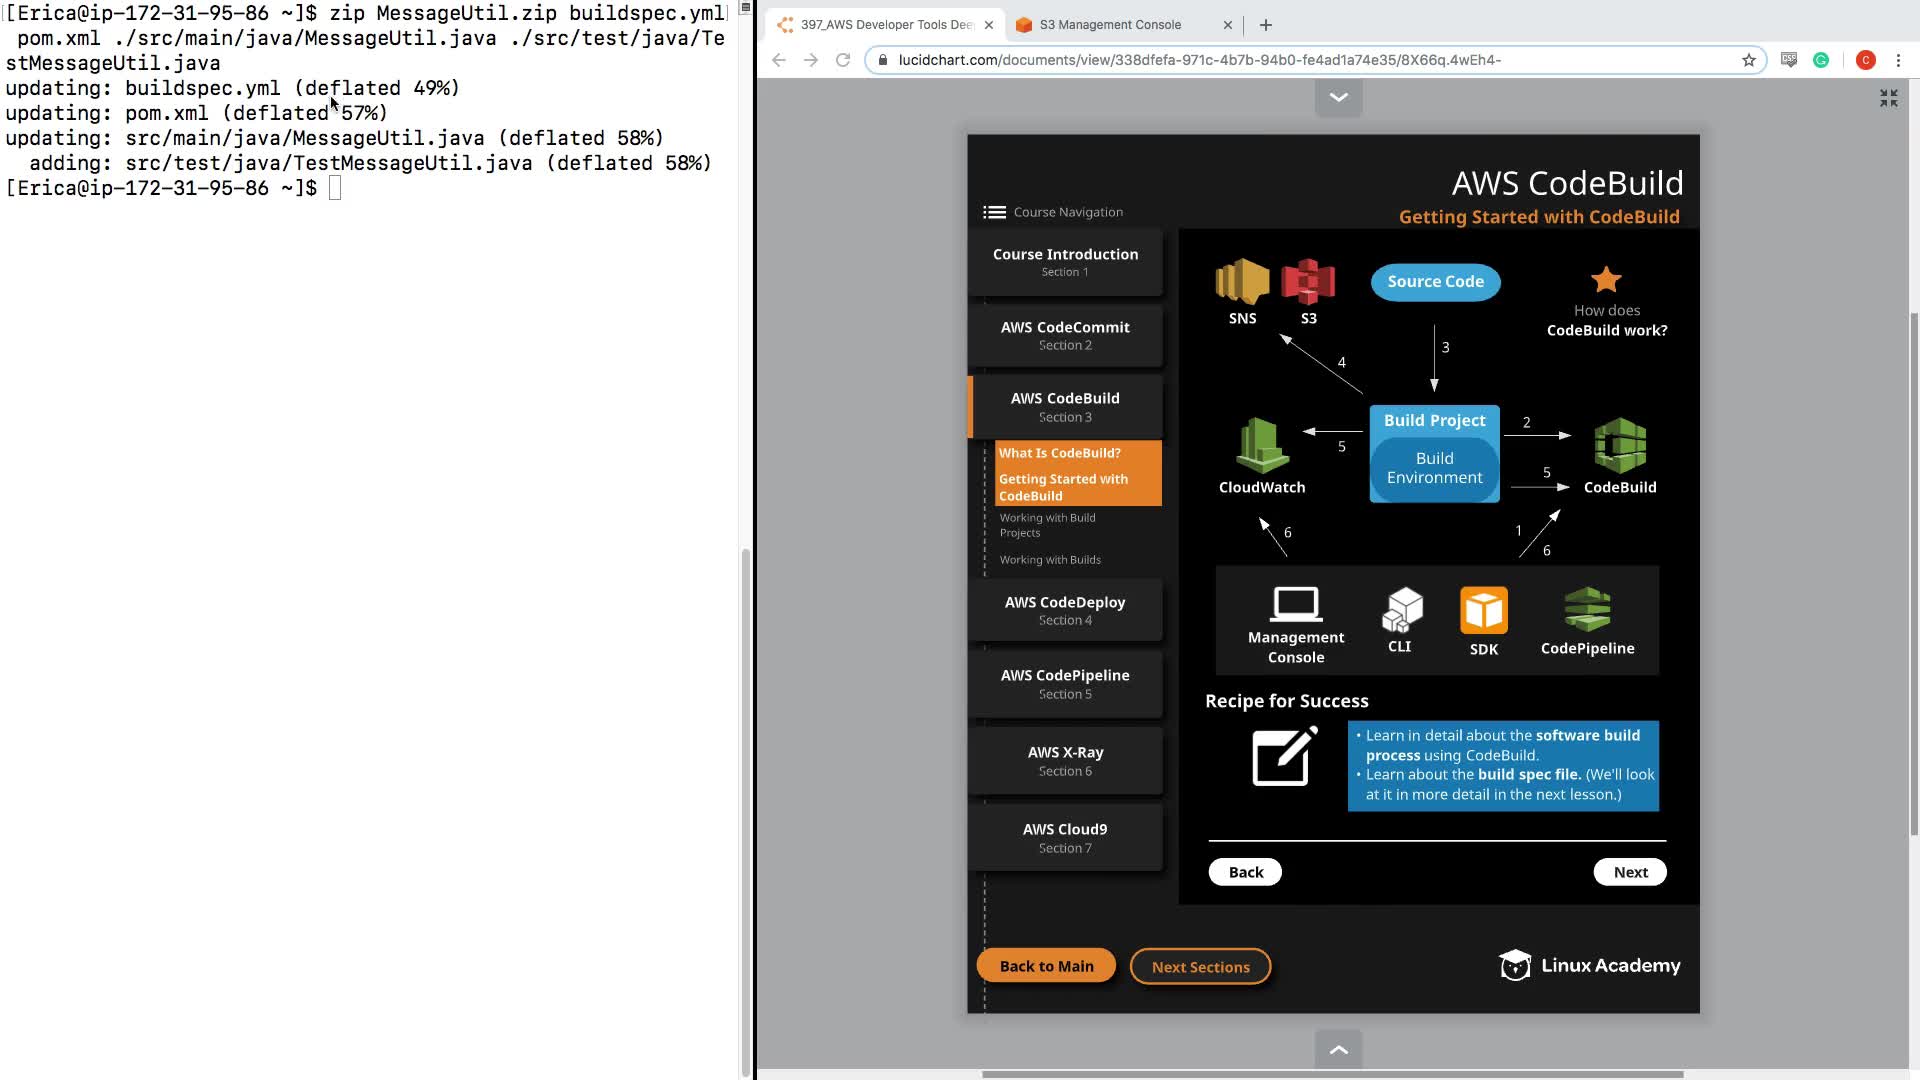 [Erica@ip-172-31-95-86 ~]$ zip MessageUtil.zip buildspec.yml
pom.xml ./src/main/java/MessageUtil.java ./src/test/java/Te
stMessageUtil.java
updating: buildspec.yml (deflated 49%)
updating: pom.xml (deflated 57%)
updating: src/main/java/MessageUtil.java (deflated 58%)
adding: src/test/java/TestMessageUtil.java (deflated 58%)
[Erica@ip-172-31-95-86 ~]$
397_AWS Developer Tools Dee
S3 Management Console
lucidchart.com/documents/view/338dfefa-971c-4b7b-94b0-fe4ad1a74e35/8X66q.4wEh4-
C
AWS CodeBuild
Getting Started with CodeBuild
Course Navigation
Course Introduction
Section 1
AWS CodeCommit
Section 2
AWS CodeBuild
Section 3
What Is CodeBuild?
Getting Started with
CodeBuild
Working with Build
Projects
Working with Builds
AWS CodeDeploy
Section 4
AWS CodePipeline
Section 5
AWS X-Ray
Section 6
AWS Cloud9
Section 7
SNS
S3
Source Code
How does
CodeBuild work?
3
4
Build Project
Build
Environment
2
5
5
CloudWatch
CodeBuild
6
1
6
Management
Console
CLI
SDK
CodePipeline
Recipe for Success
• Learn in detail about the software build
process using CodeBuild.
• Learn about the build spec file. (We'll look
at it in more detail in the next lesson.)
Back
Next
Back to Main
Next Sections
Linux Academy